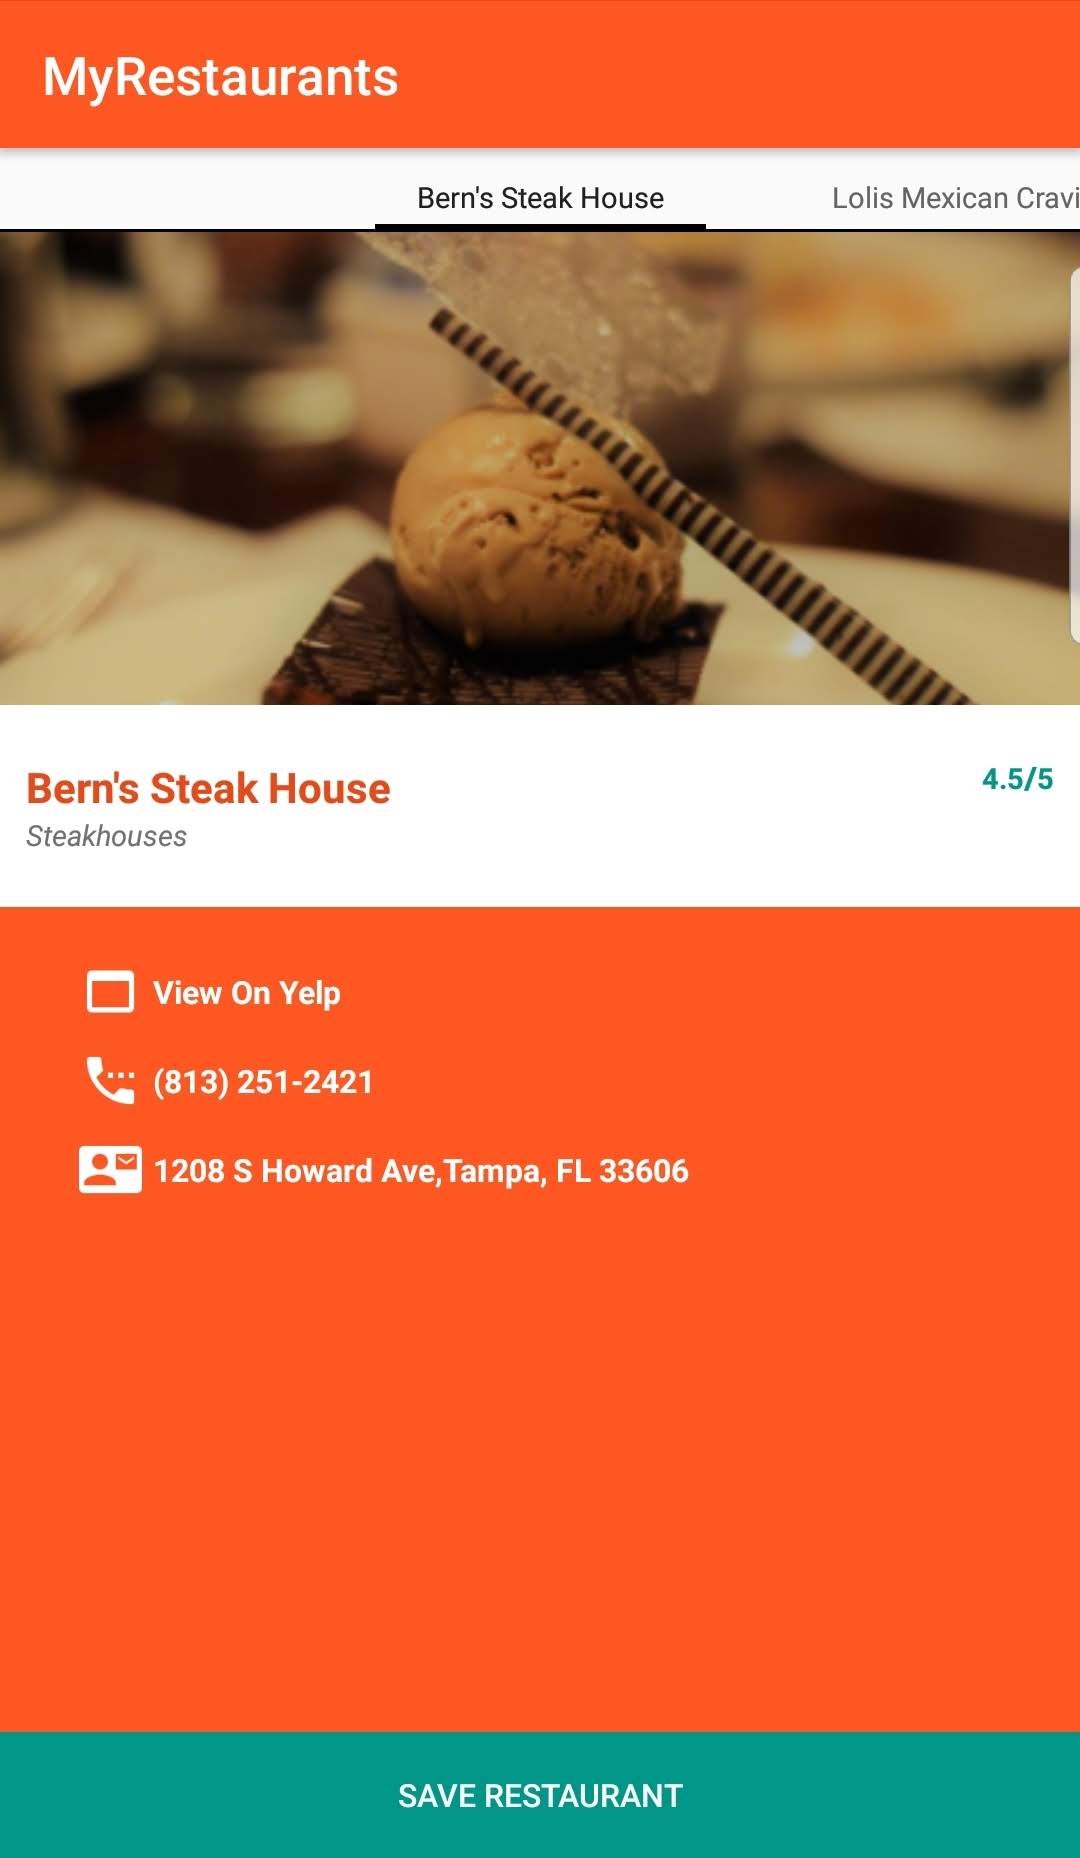 MyRestaurants
Bern's Steak House
Lolis Mexican Cravi
Bern's Steak House
4.5/5
Steakhouses
View On Yelp
(813) 251-2421
1208 S Howard Ave,Tampa, FL 33606
SAVE RESTAURANT